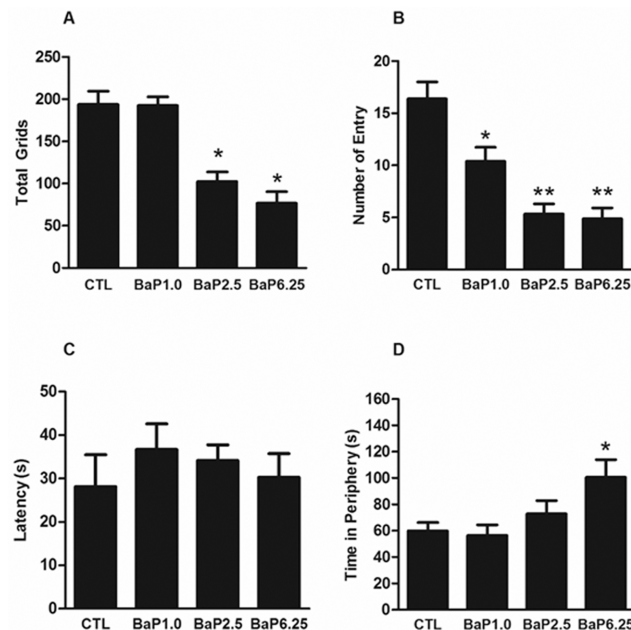 A
Total Grids
250
200
150
100
50
0
*
*
CTL BaP1.0 BaP2.5 BaP6.25
B
Number of Entry
20
15
10
5
0
*
**
**
CTL BaP1.0 BaP2.5 BaP6.25
C
Latency (s)
50
40
30
30
10
0
CTL BaP1.0 BaP2.5 BaP6.25
D
Time in Periphery (s)
160
140
120
100
80
60
40
20
0
*
CTL BaP1.0 BaP2.5 BaP6.25